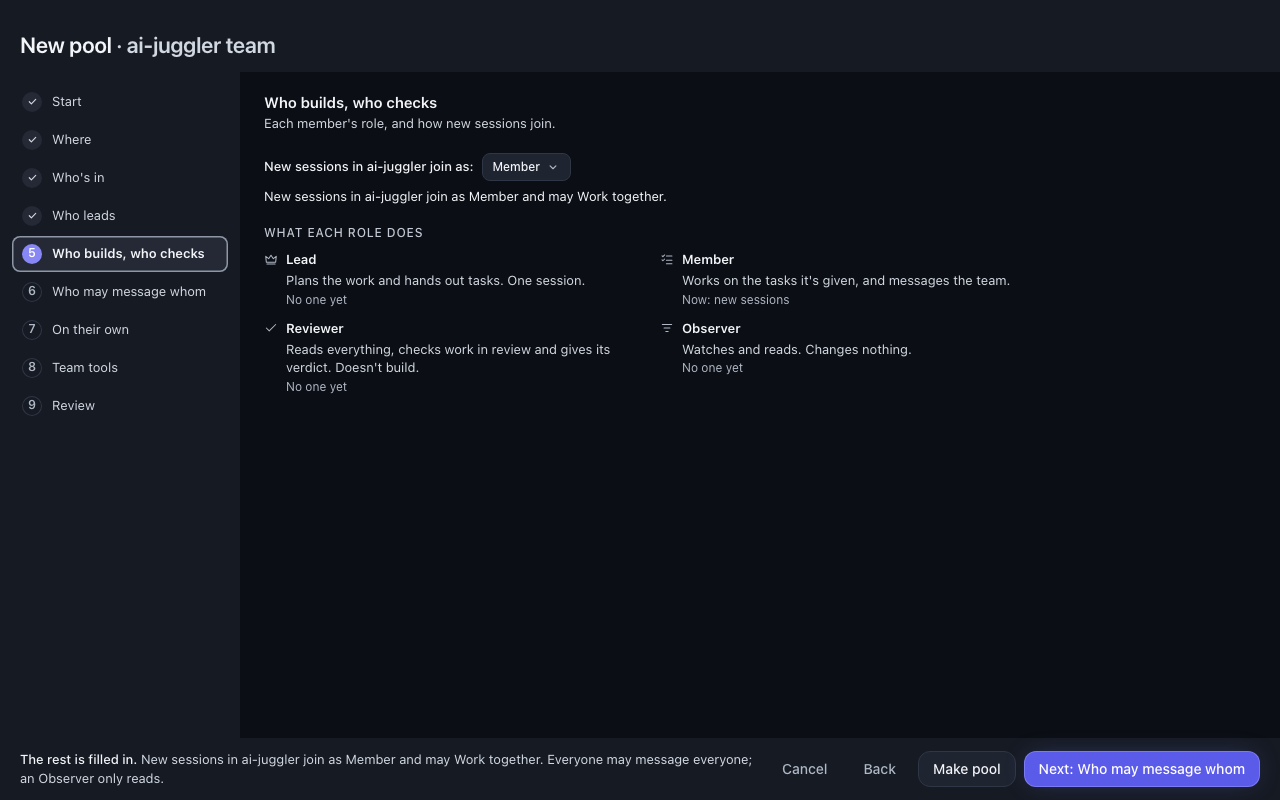 New pool · ai-juggler team
Start
Where
Who's in
Who leads
5 Who builds, who checks
6 Who may message whom
7 On their own
8 Team tools
9 Review
Who builds, who checks
Each member's role, and how new sessions join.
New sessions in ai-juggler join as: Member
New sessions in ai-juggler join as Member and may Work together.
WHAT EACH ROLE DOES
Lead
Plans the work and hands out tasks. One session.
No one yet
Member
Works on the tasks it's given, and messages the team.
Now: new sessions
Reviewer
Reads everything, checks work in review and gives its
verdict. Doesn't build.
No one yet
Observer
Watches and reads. Changes nothing.
No one yet
The rest is filled in. New sessions in ai-juggler join as Member and may Work together. Everyone may message everyone;
an Observer only reads.
Cancel
Back
Make pool
Next: Who may message whom